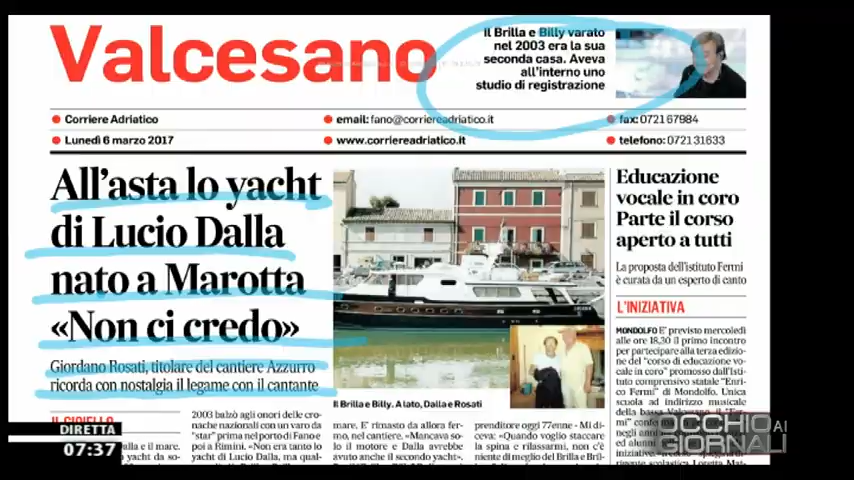 Valcesano
Il Brilla e Billy varato
nel 2003 era la sua
seconda casa. Aveva
all'interno uno
studio di registrazione
Corriere Adriatico
email: fano@corriereadriatico.it
fax: 0721 67984
Lunedì 6 marzo 2017
www.corriereadriatico.it
telefono: 0721 31633
All'asta lo yacht
di Lucio Dalla
nato a Marotta
«Non ci credo»
Giordano Rosati, titolare del cantiere Azzurro
ricorda con nostalgia il legame con il cantante
Il Brilla e Billy. A lato, Dalla e Rosati
IL GIOIELLO
2003 balzò agli onori delle cro-
nache nazionali con un varo da
"star" prima nel porto di Fano e
poi a Rimini. «Non era tanto lo
yacht di Lucio Dalla, ma qual-
mare. E' rimasto da allora fer-
mo, nel cantiere. «Mancava so-
lo il motore e Dalla avrebbe
avuto anche il secondo yacht».
prenditore oggi 77enne - Mi di-
ceva: «Quando voglio staccare
la spina e rilassarmi, non c'è
niente di meglio del Brilla e Bril-
Educazione
vocale in coro
Parte il corso
aperto a tutti
La proposta dell'istituto Fermi
è curata da un esperto di canto
L'INIZIATIVA
MONDOLFO E' previsto mercoledì
alle ore 18,30 il primo incontro
per partecipare alla terza edizio-
ne del "corso di educazione vo-
cale in coro" promosso dall'Isti-
tuto comprensivo statale "Enri-
co Fermi" di Mondolfo. Unica
scuola ad indirizzo musicale
della bassa Valcesano, il "Fer-
DIRETTA
07:37
OCCHIO AI
GIORNALI